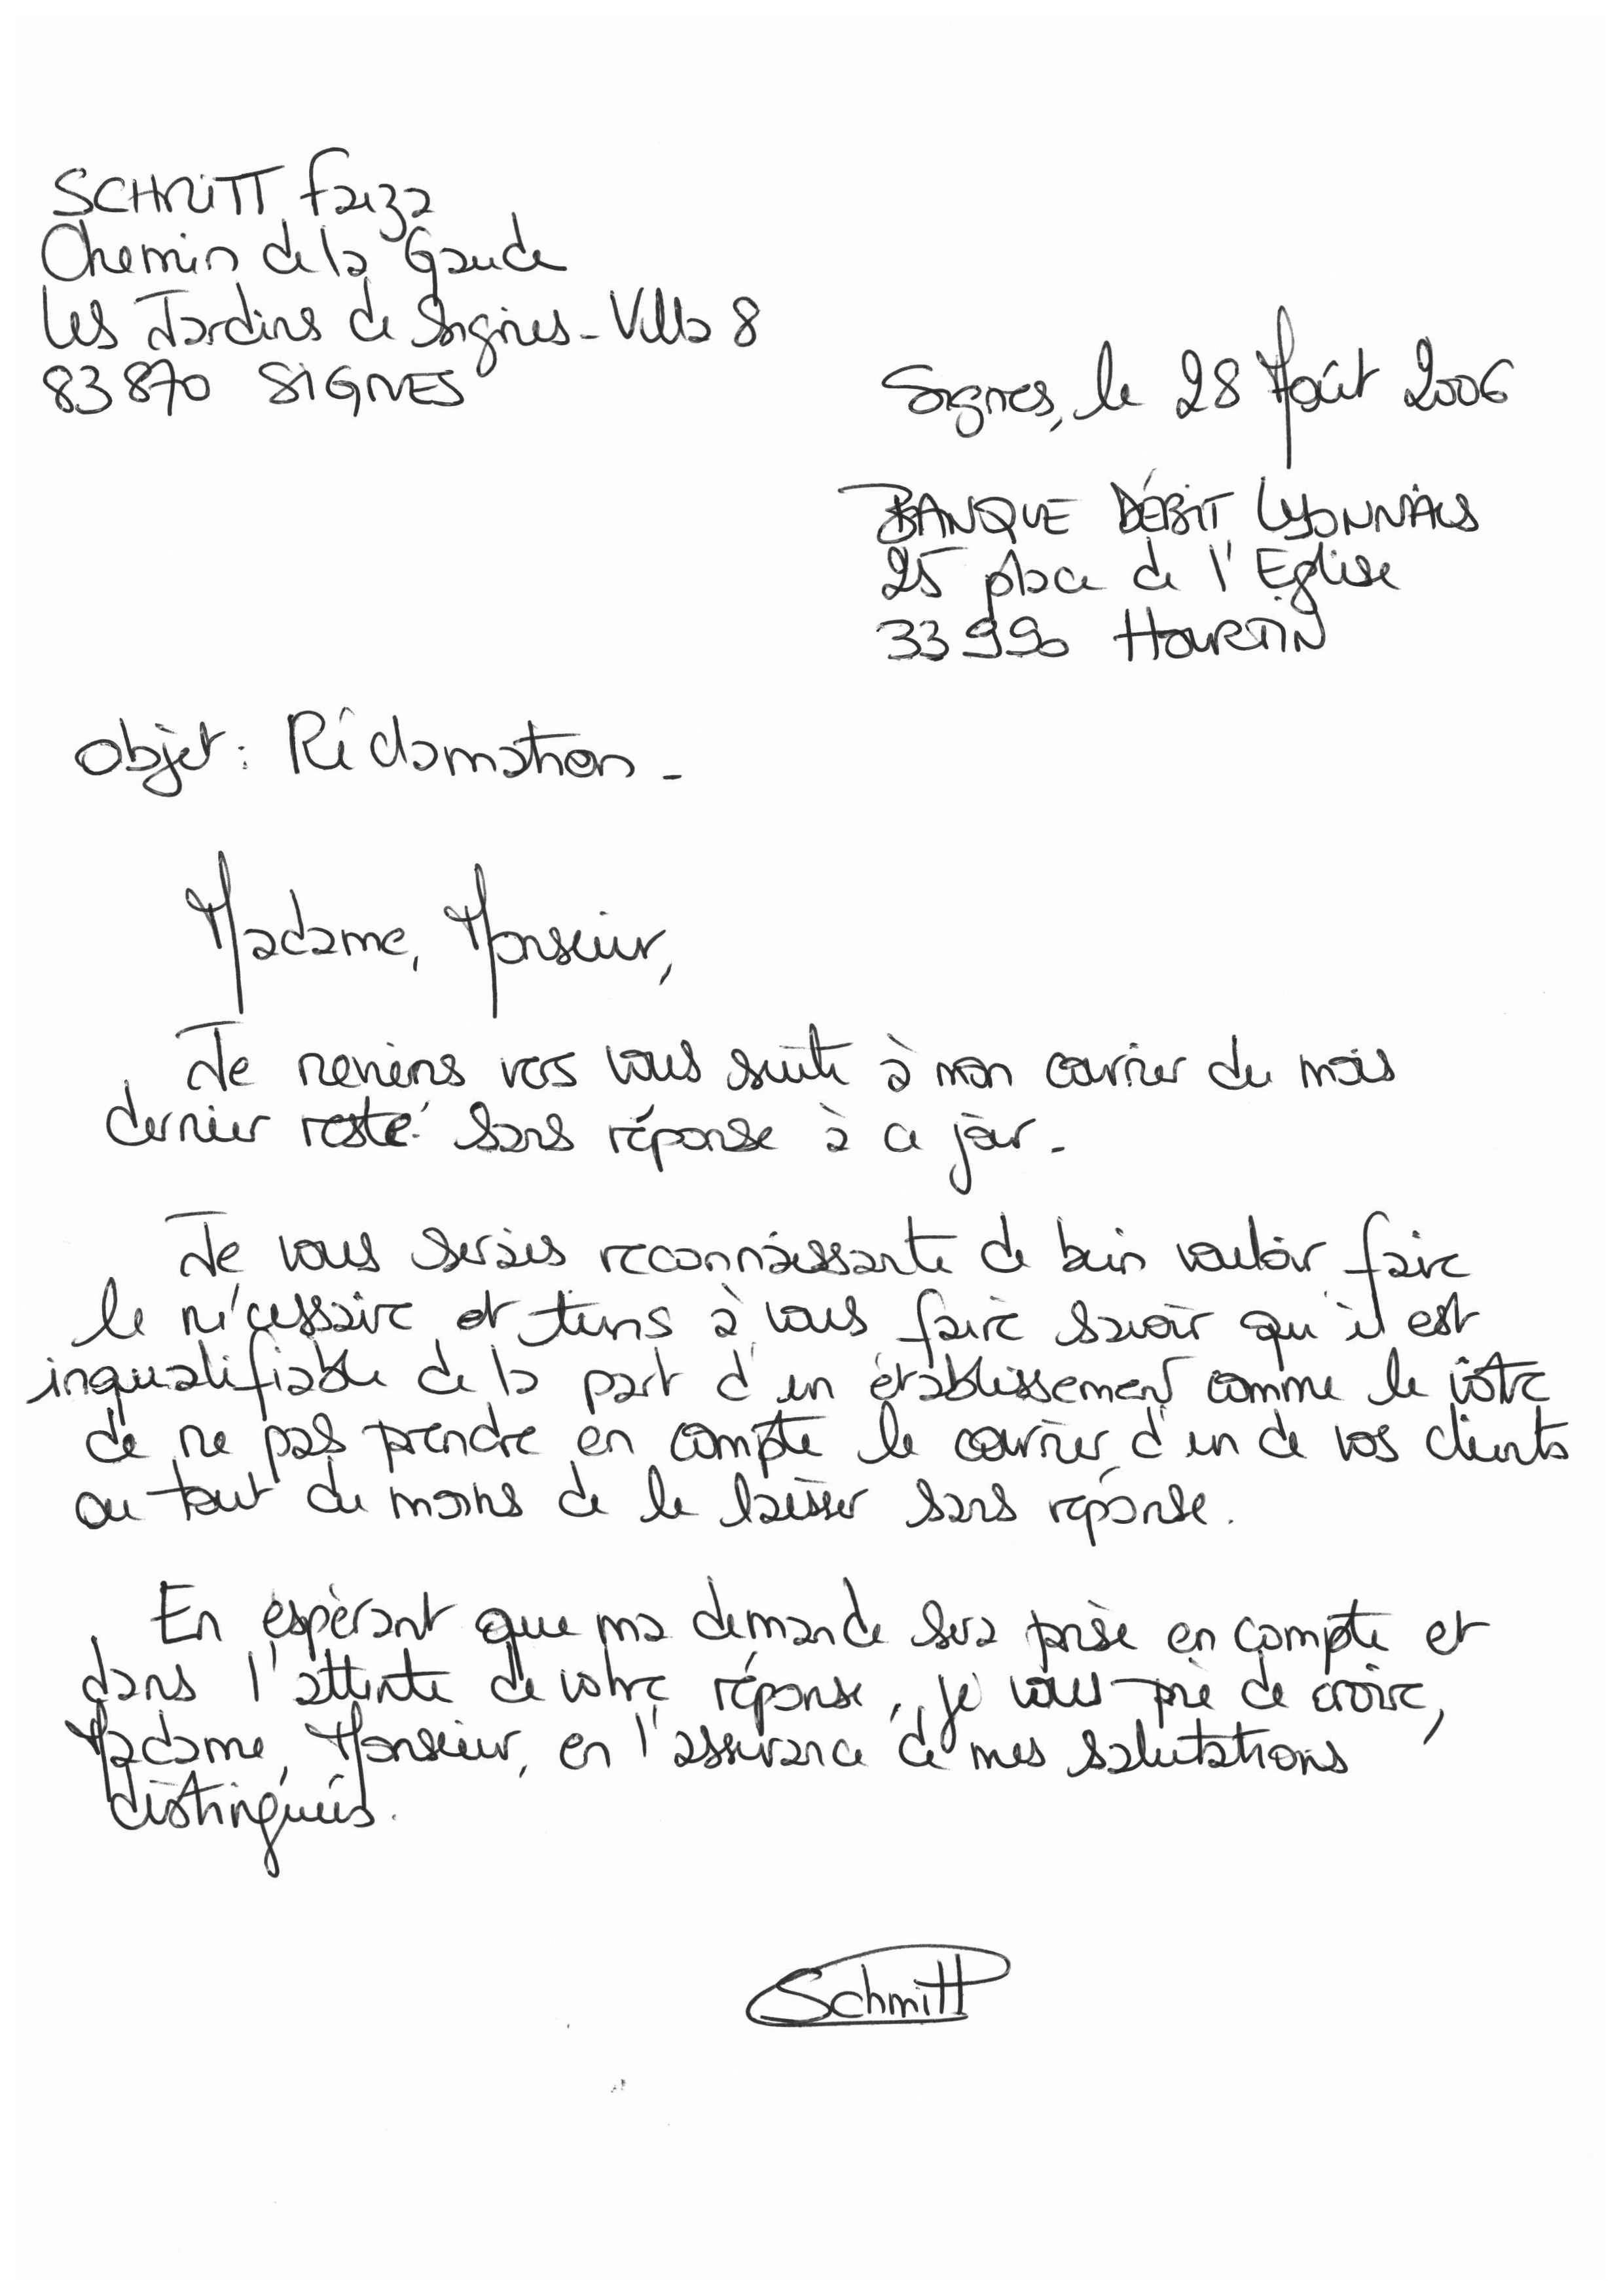 SCHMITT Faiza
Chemin de la Gaude
Les Jardins de Signes - Villa 8
83870 SIGNES
Signes, le 28 Août 2006
BANQUE DÉBIT LYONNAIS
25 place de l'Eglise
33990 HOURTIN
Objet : Réclamation -
Madame, Monsieur,
Je reviens vers vous suite à mon courrier du mois
dernier resté sans réponse à ce jour -
Je vous serais reconnaissante de bien vouloir faire
le nécessaire et tiens à vous faire savoir qu'il est
inqualifiable de la part d'un établissement comme le vôtre
de ne pas prendre en compte le courrier d'un de vos clients
ou tout du moins de le laisser sans réponse.
En espérant que ma demande sera prise en compte et
dans l'attente de votre réponse, je vous prie de croire,
Madame, Monsieur, en l'assurance de mes salutations
distinguées.
Schmitt